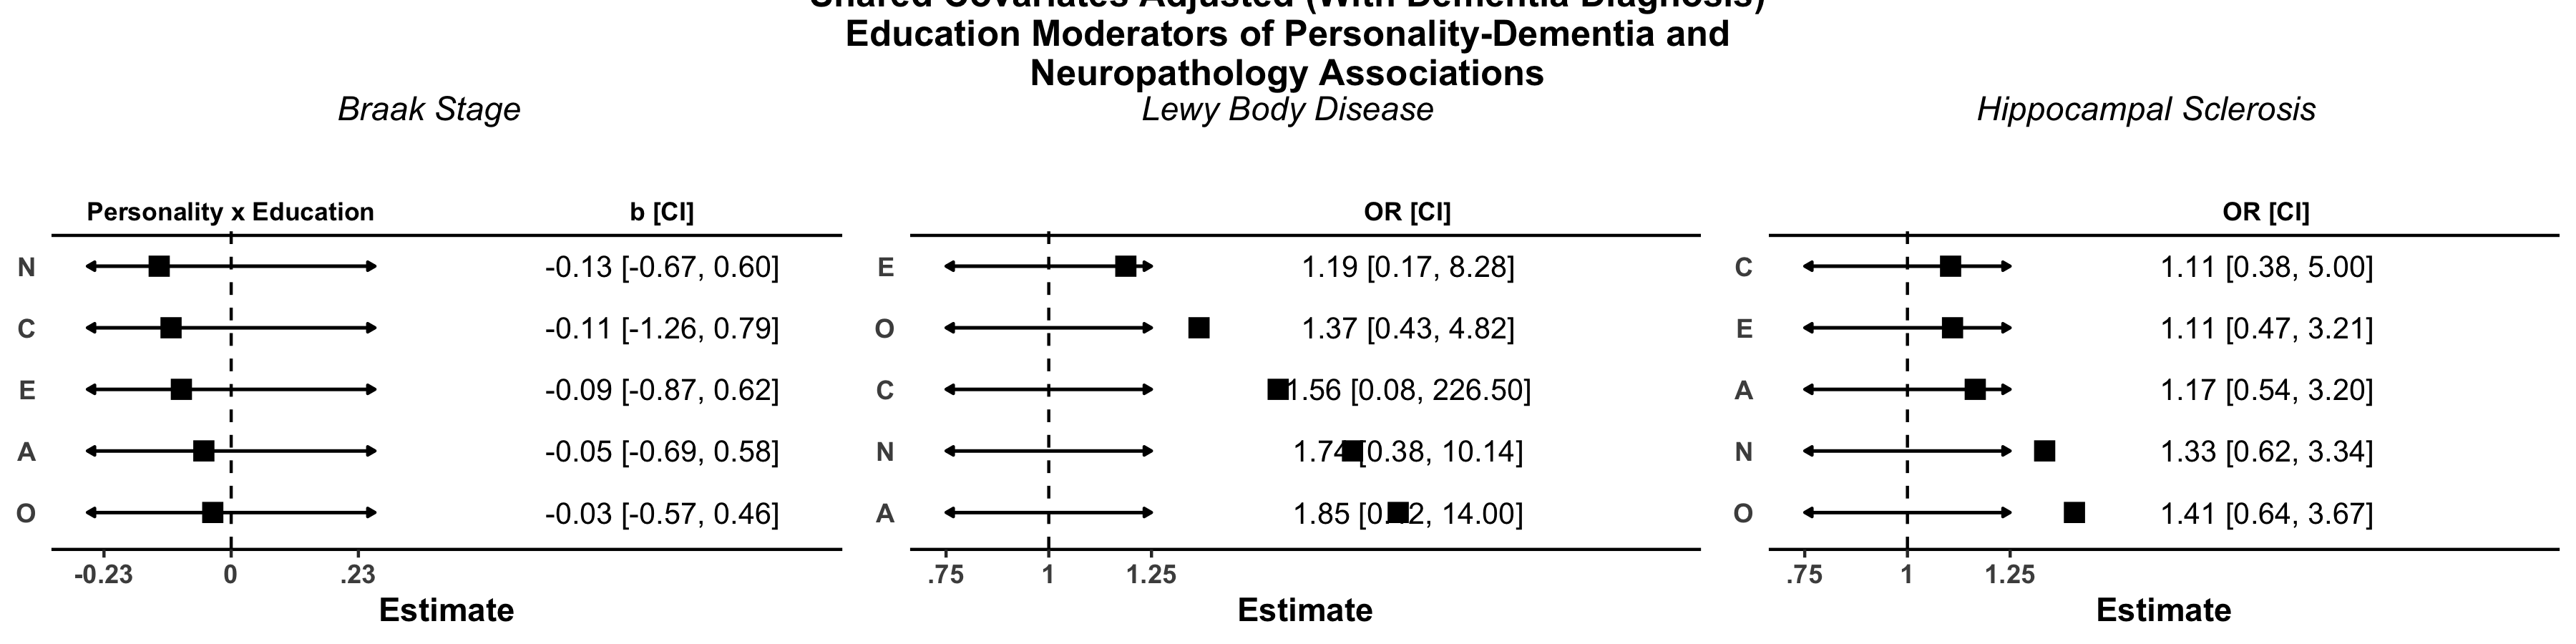 Shared Covariates Adjusted (With Dementia Diagnosis)
Education Moderators of Personality-Dementia and
Neuropathology Associations
Braak Stage
Personality x Education b [CI]
N -0.13 [-0.67, 0.60]
C -0.11 [-1.26, 0.79]
E -0.09 [-0.87, 0.62]
A -0.05 [-0.69, 0.58]
O -0.03 [-0.57, 0.46]
-0.23 0 .23
Estimate
Lewy Body Disease
OR [CI]
E 1.19 [0.17, 8.28]
O 1.37 [0.43, 4.82]
C 1.56 [0.08, 226.50]
N 1.74 [0.38, 10.14]
A 1.85 14.00]
.75 1 1.25
Estimate
Hippocampal Sclerosis
OR [CI]
C 1.11 [0.38, 5.00]
E 1.11 [0.47, 3.21]
A 1.17 [0.54, 3.20]
N 1.33 [0.62, 3.34]
O 1.41 [0.64, 3.67]
.75 1 1.25
Estimate